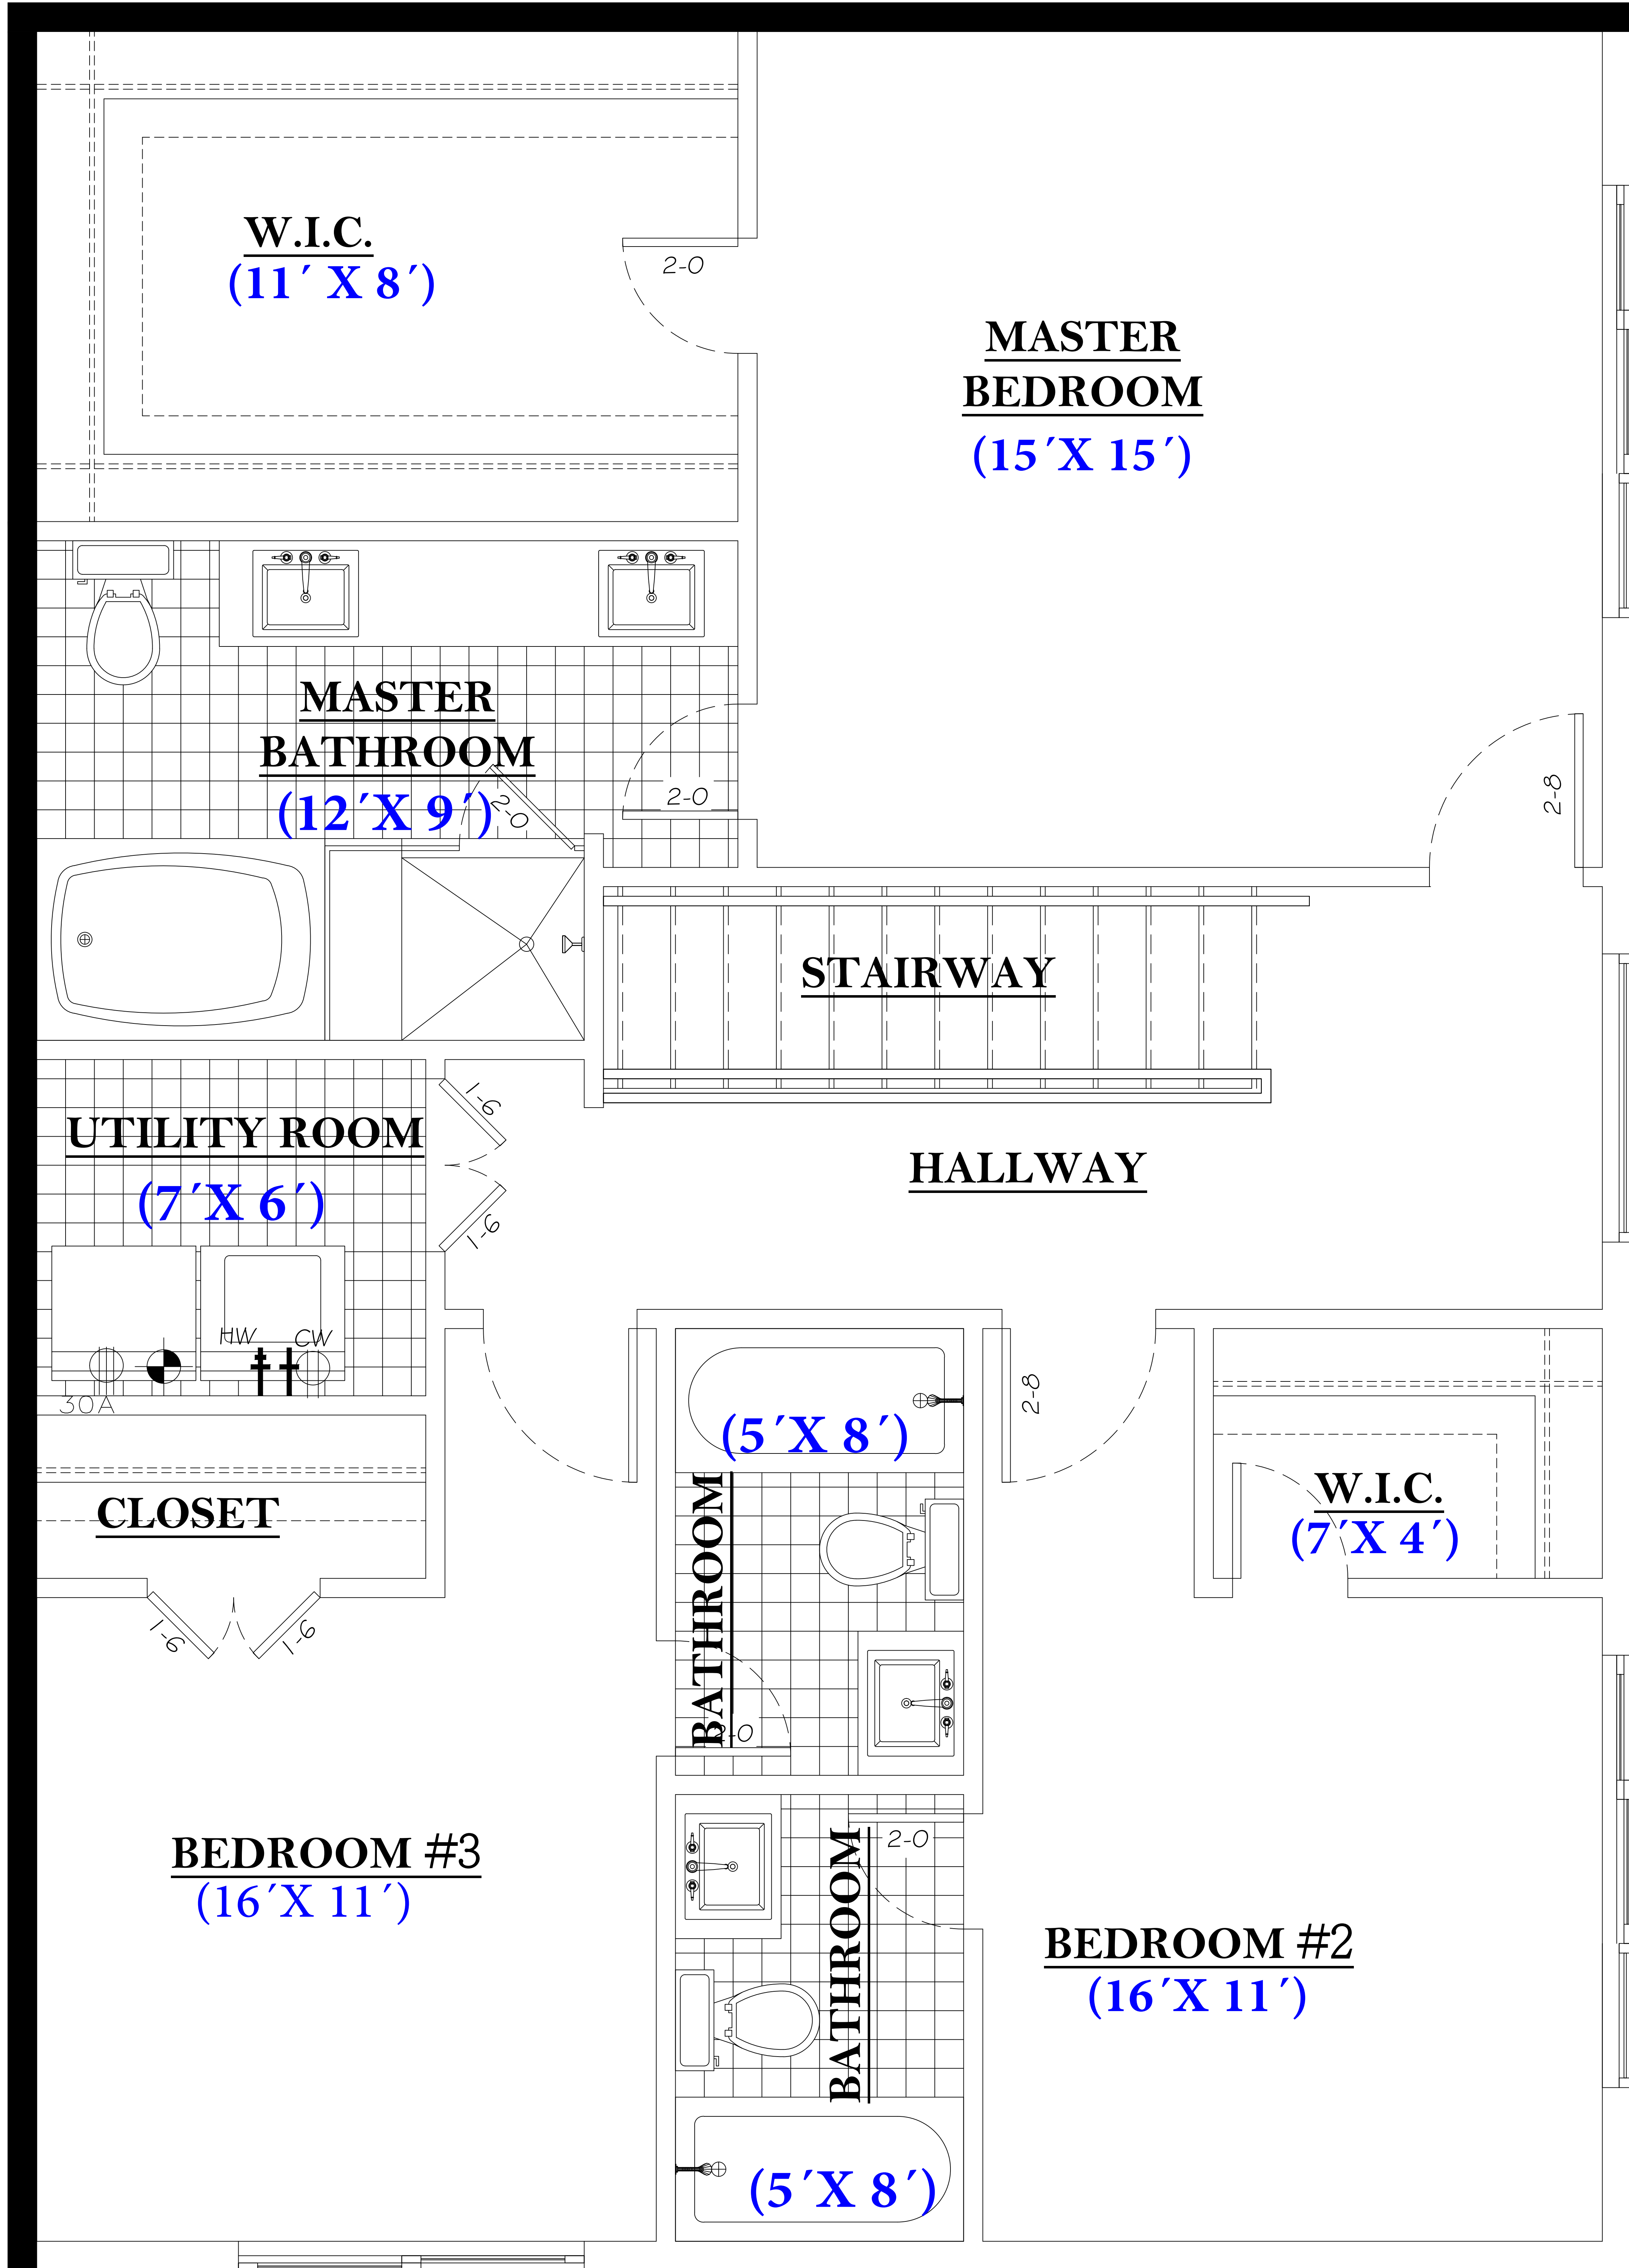 W.I.C.
(11´ X 8´)
2-0
MASTER
BEDROOM
(15´X 15´)
MASTER
BATHROOM
(12´X 9´)
2-0
2-0
2-8
STAIRWAY
UTILITY ROOM
(7´X 6´)
1-6
1-6
HALLWAY
HW
CW
30A
(5´X 8´)
2-8
BATHROOM
2-0
W.I.C.
(7´X 4´)
CLOSET
1-6
1-6
BEDROOM #3
(16´X 11´)
2-0
BATHROOM
BEDROOM #2
(16´X 11´)
(5´X 8´)